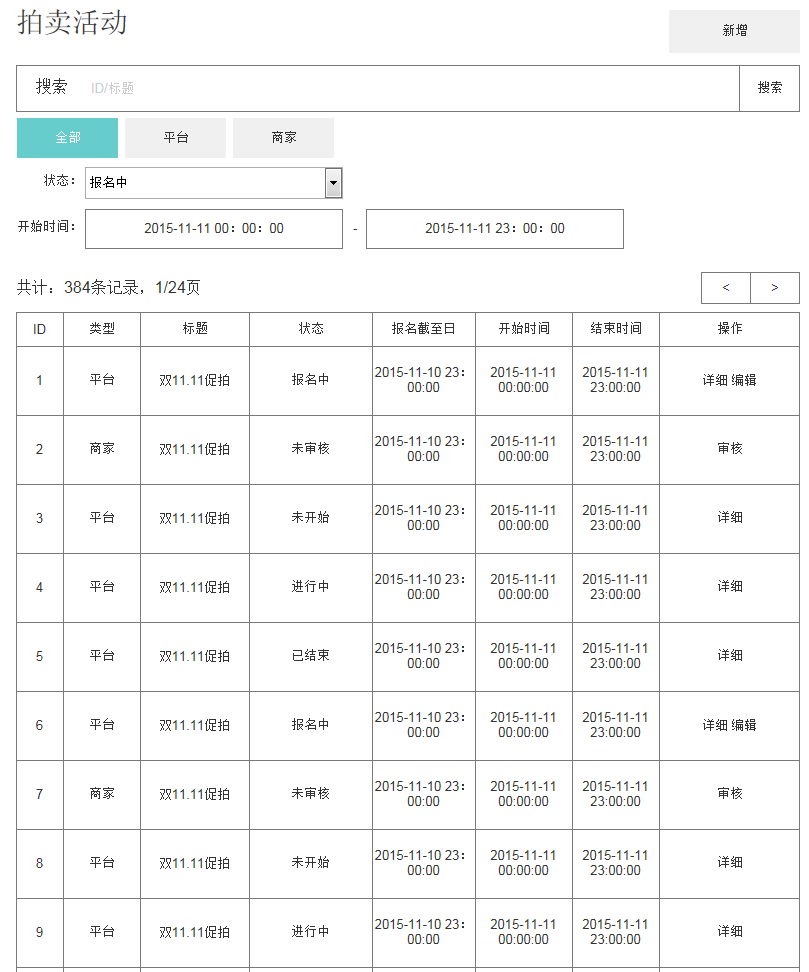 拍卖活动
新增
搜索 ID/标题 搜索
全部 平台 商家
状态： 报名中
开始时间： 2015-11-11 00：00：00 - 2015-11-11 23：00：00
共计：384条记录，1/24页 < >
ID 类型 标题 状态 报名截至日 开始时间 结束时间 操作
1 平台 双11.11促拍 报名中 2015-11-10 23：00:00 2015-11-11 00:00:00 2015-11-11 23:00:00 详细 编辑
2 商家 双11.11促拍 未审核 2015-11-10 23：00:00 2015-11-11 00:00:00 2015-11-11 23:00:00 审核
3 平台 双11.11促拍 未开始 2015-11-10 23：00:00 2015-11-11 00:00:00 2015-11-11 23:00:00 详细
4 平台 双11.11促拍 进行中 2015-11-10 23：00:00 2015-11-11 00:00:00 2015-11-11 23:00:00 详细
5 平台 双11.11促拍 已结束 2015-11-10 23：00:00 2015-11-11 00:00:00 2015-11-11 23:00:00 详细
6 平台 双11.11促拍 报名中 2015-11-10 23：00:00 2015-11-11 00:00:00 2015-11-11 23:00:00 详细 编辑
7 商家 双11.11促拍 未审核 2015-11-10 23：00:00 2015-11-11 00:00:00 2015-11-11 23:00:00 审核
8 平台 双11.11促拍 未开始 2015-11-10 23：00:00 2015-11-11 00:00:00 2015-11-11 23:00:00 详细
9 平台 双11.11促拍 进行中 2015-11-10 23：00:00 2015-11-11 00:00:00 2015-11-11 23:00:00 详细